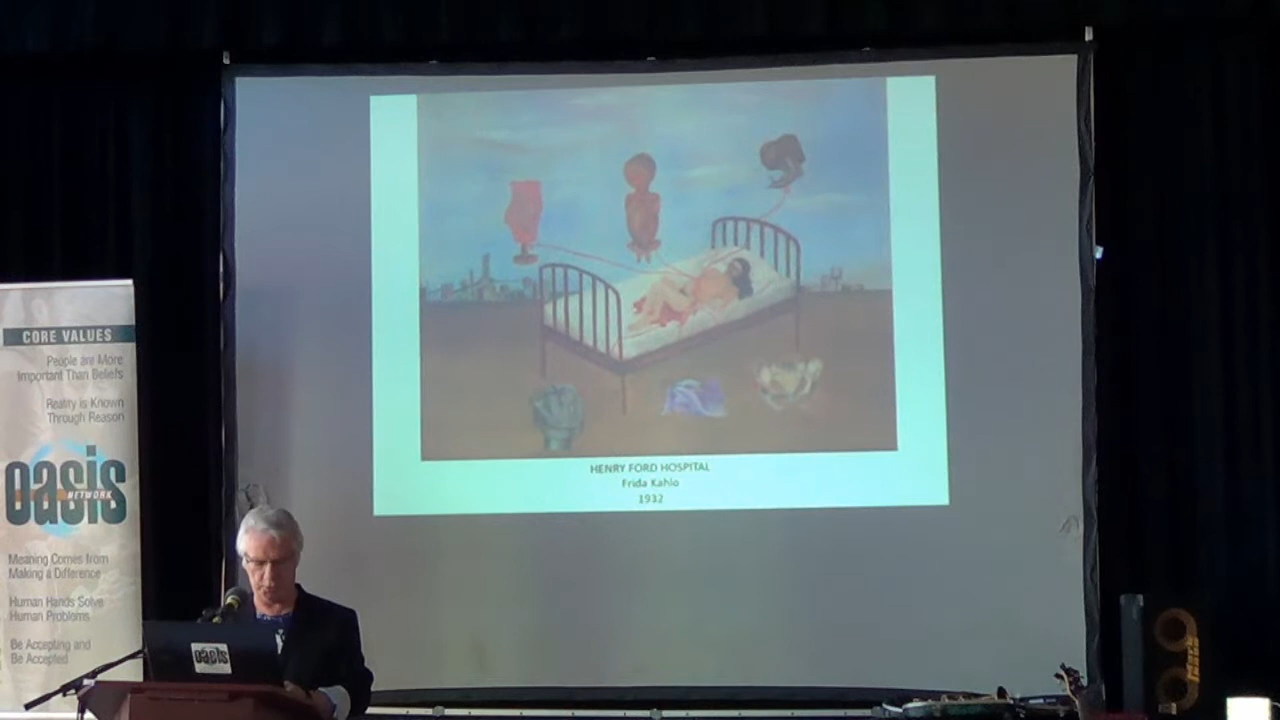 HENRY FORD HOSPITAL
Frida Kahlo
1932
CORE VALUES
People are More
Important Than Beliefs
Reality is Known
Through Reason
oasis
NETWORK
Meaning Comes from
Making a Difference
Human Hands Solve
Human Problems
Be Accepting and
Be Accepted
oasis